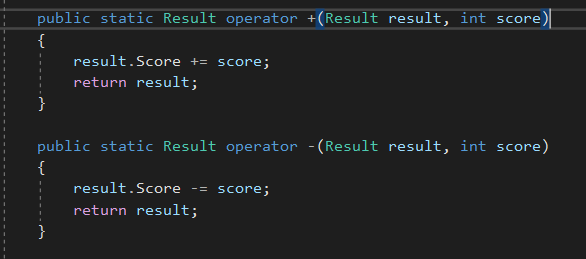 public static Result operator +(Result result, int score)
{
    result.Score += score;
    return result;
}
public static Result operator -(Result result, int score)
{
    result.Score -= score;
    return result;
}